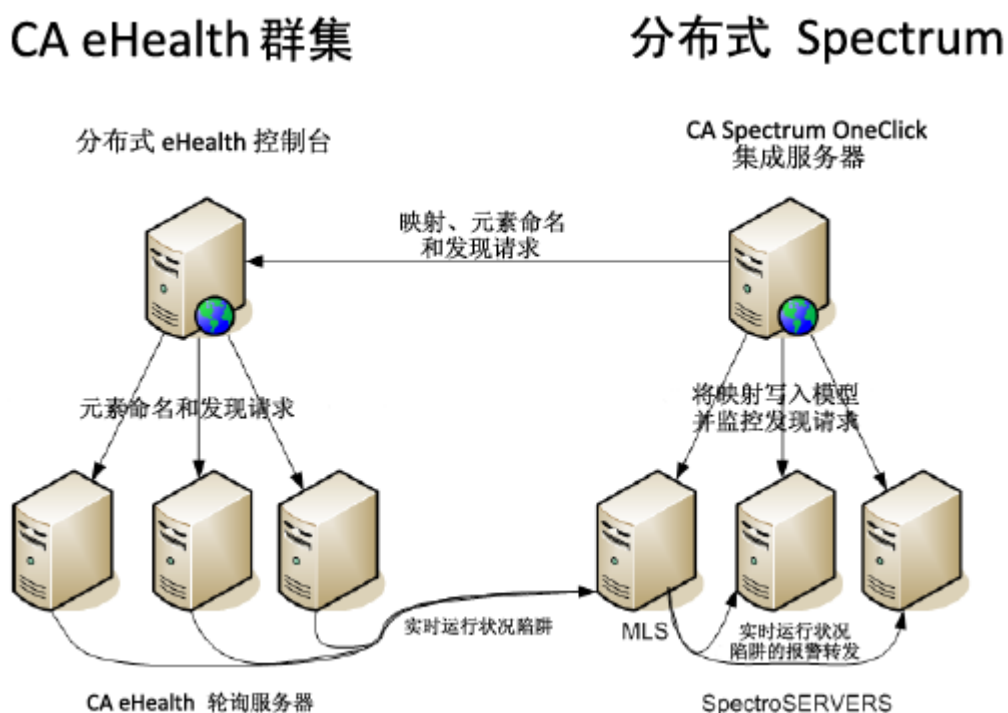 CA eHealth 群集
分布式 Spectrum
分布式 eHealth 控制台
CA Spectrum OneClick
集成服务器
映射、元素命名
和发现请求
元素命名和发现请求
将映射写入模型
并监控发现请求
实时运行状况陷阱
MLS
实时运行状况
陷阱的报警转发
CA eHealth 轮询服务器
SpectroSERVERS